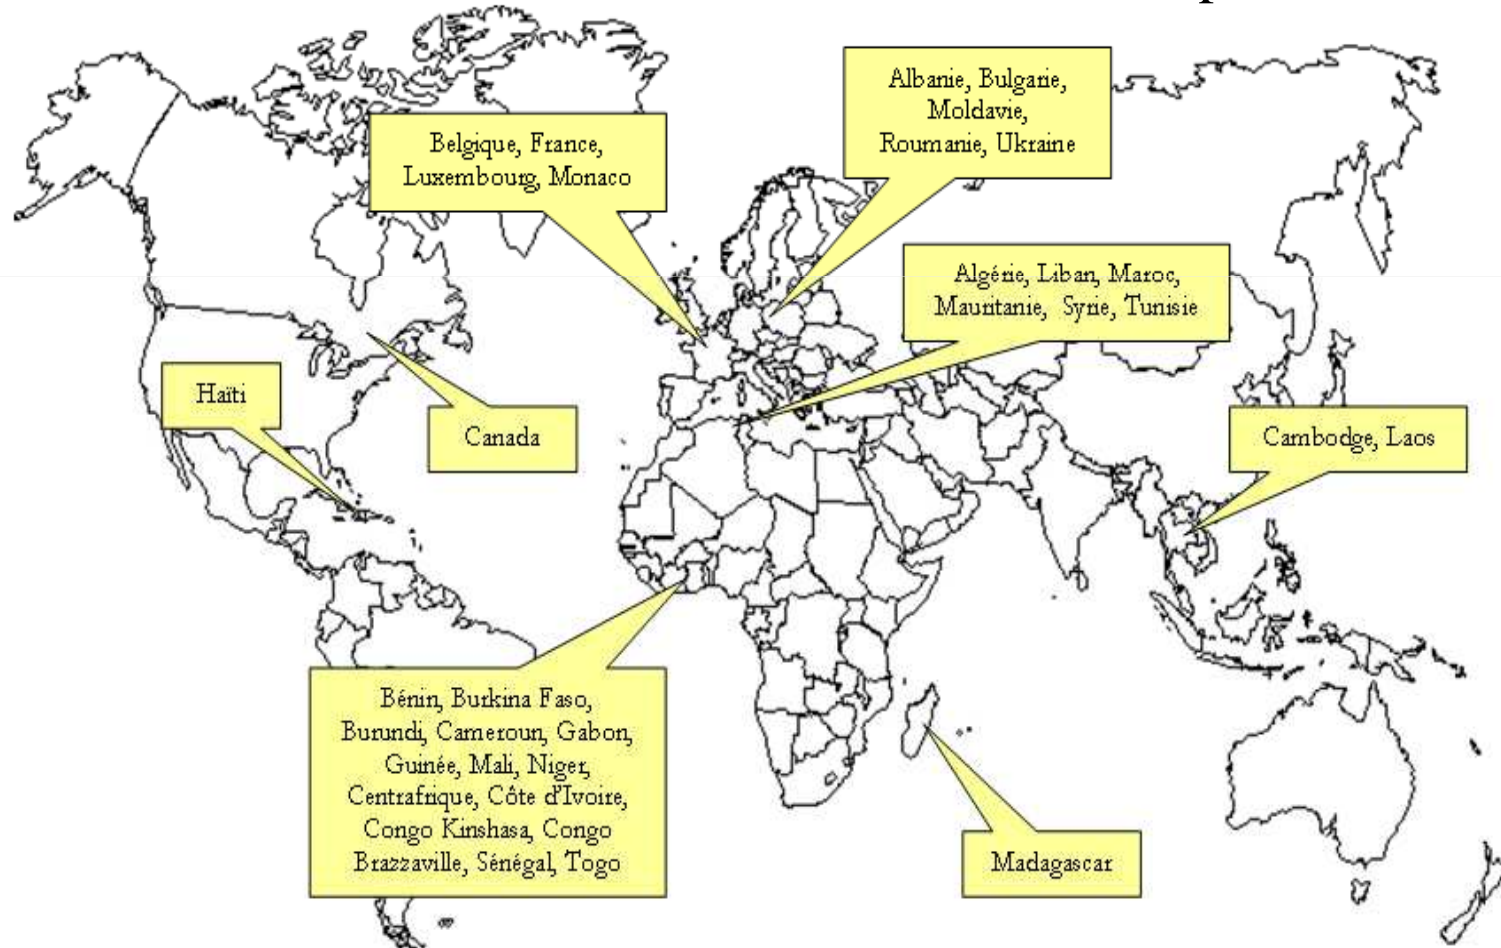 Albanie, Bulgarie,
Moldavie,
Roumanie, Ukraine
Belgique, France,
Luxembourg, Monaco
Algérie, Liban, Maroc,
Mauritanie, Syrie, Tunisie
Haïti
Canada
Cambodge, Laos
Bénin, Burkina Faso,
Burundi, Cameroun, Gabon,
Guinée, Mali, Niger,
Centrafrique, Côte d'Ivoire,
Congo Kinshasa, Congo
Brazzaville, Sénégal, Togo
Madagascar